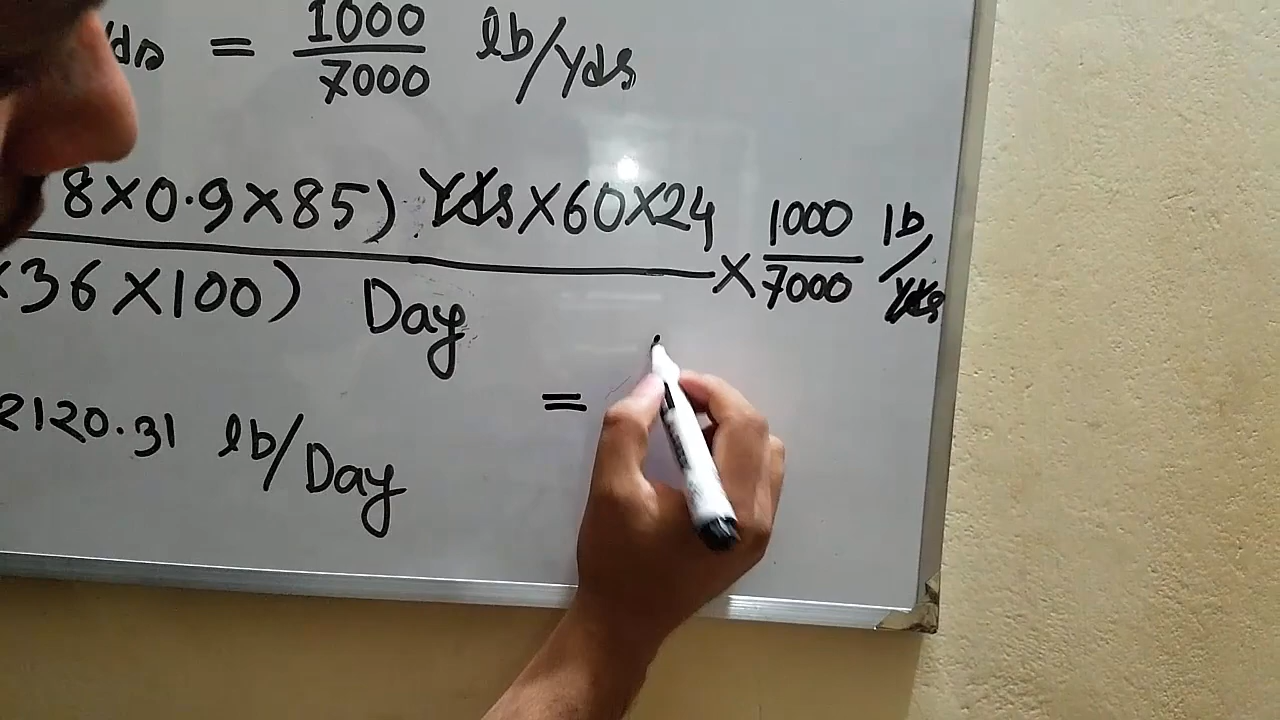 = 1000/7000 lb/Yds
8×0.9×85) Yds×60×24 × 1000/7000 lb/Yds
36×100) Day
2120.31 lb/Day =